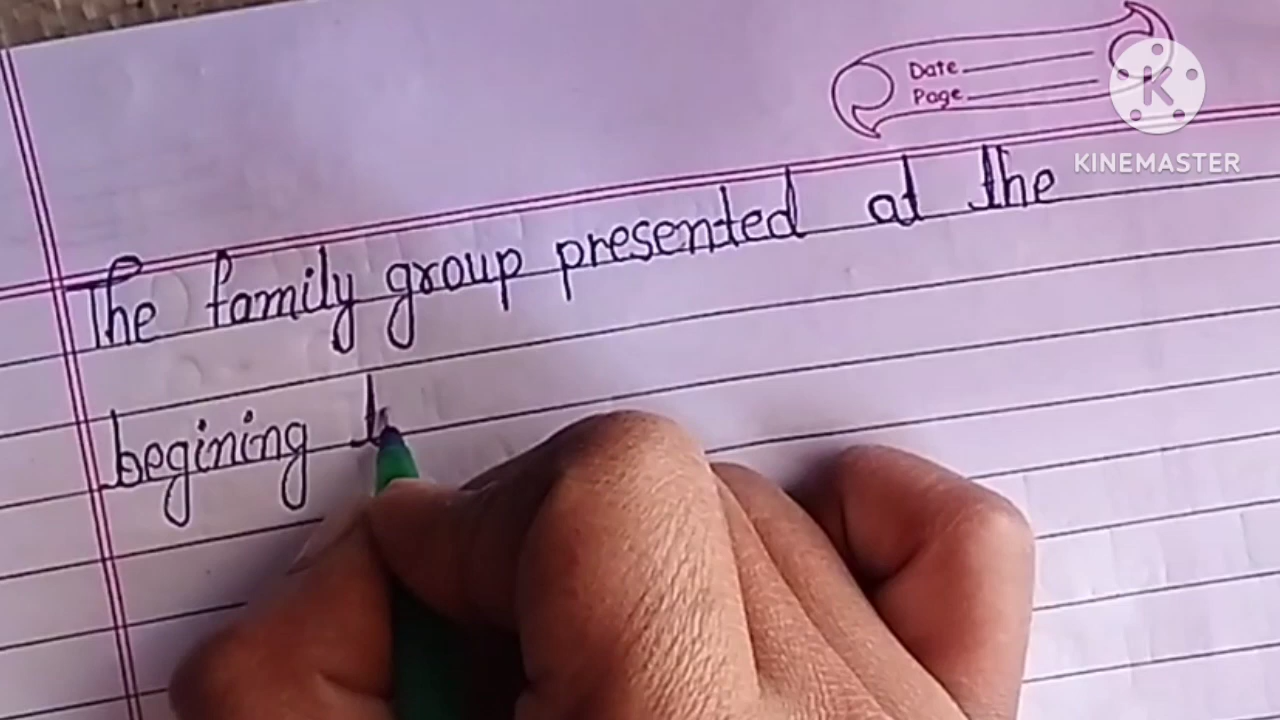 Date
Page
KINEMASTER
The family group presented at the
begining